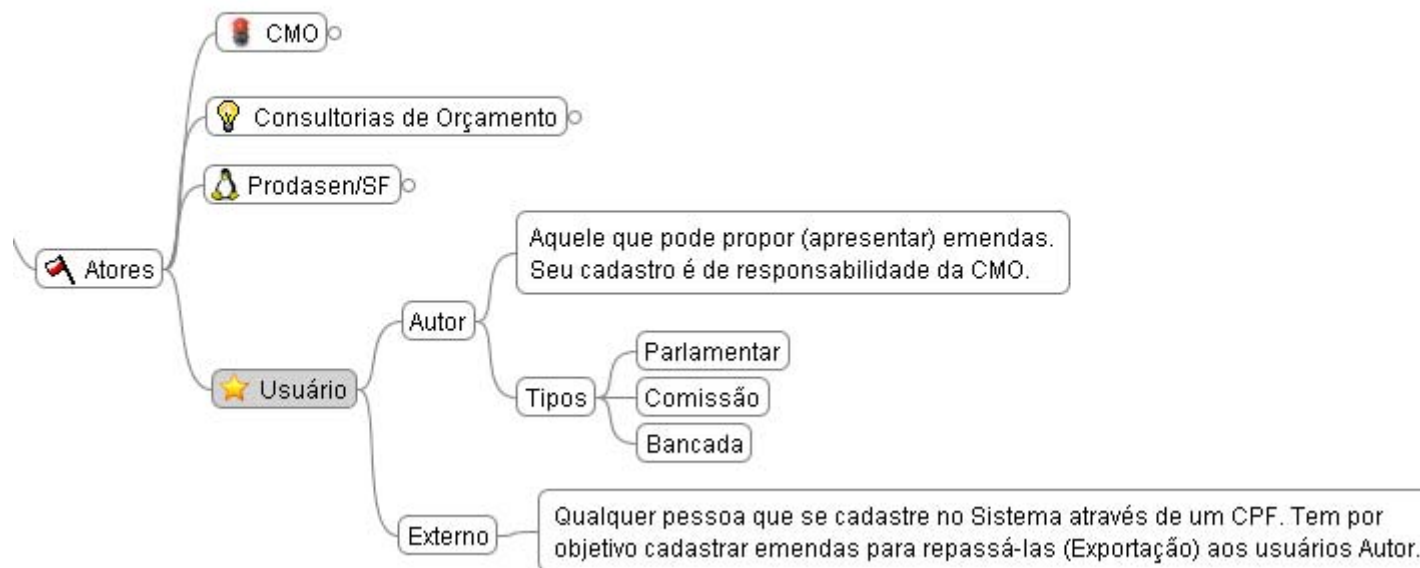 CMO
Consultorias de Orçamento
Prodasen/SF
Atores
Aquele que pode propor (apresentar) emendas.
Seu cadastro é de responsabilidade da CMO.
Autor
Parlamentar
Usuário
Tipos
Comissão
Bancada
Externo
Qualquer pessoa que se cadastre no Sistema através de um CPF. Tem por
objetivo cadastrar emendas para repassá-las (Exportação) aos usuários Autor.